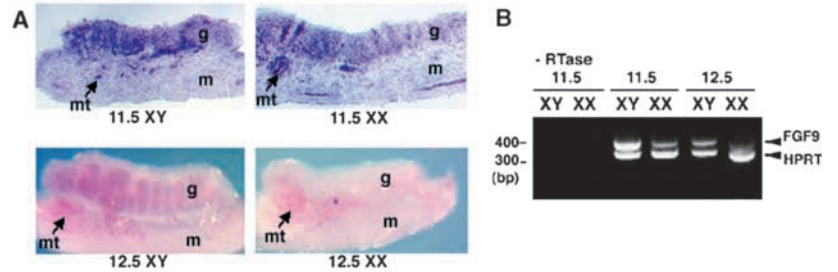 A
g
m
mt
11.5 XY
g
m
mt
11.5 XX
g
m
mt
12.5 XY
g
m
mt
12.5 XX
B
- RTase
11.5 11.5 12.5
XY XX XY XX XY XX
400-
300-
(bp)
FGF9
HPRT